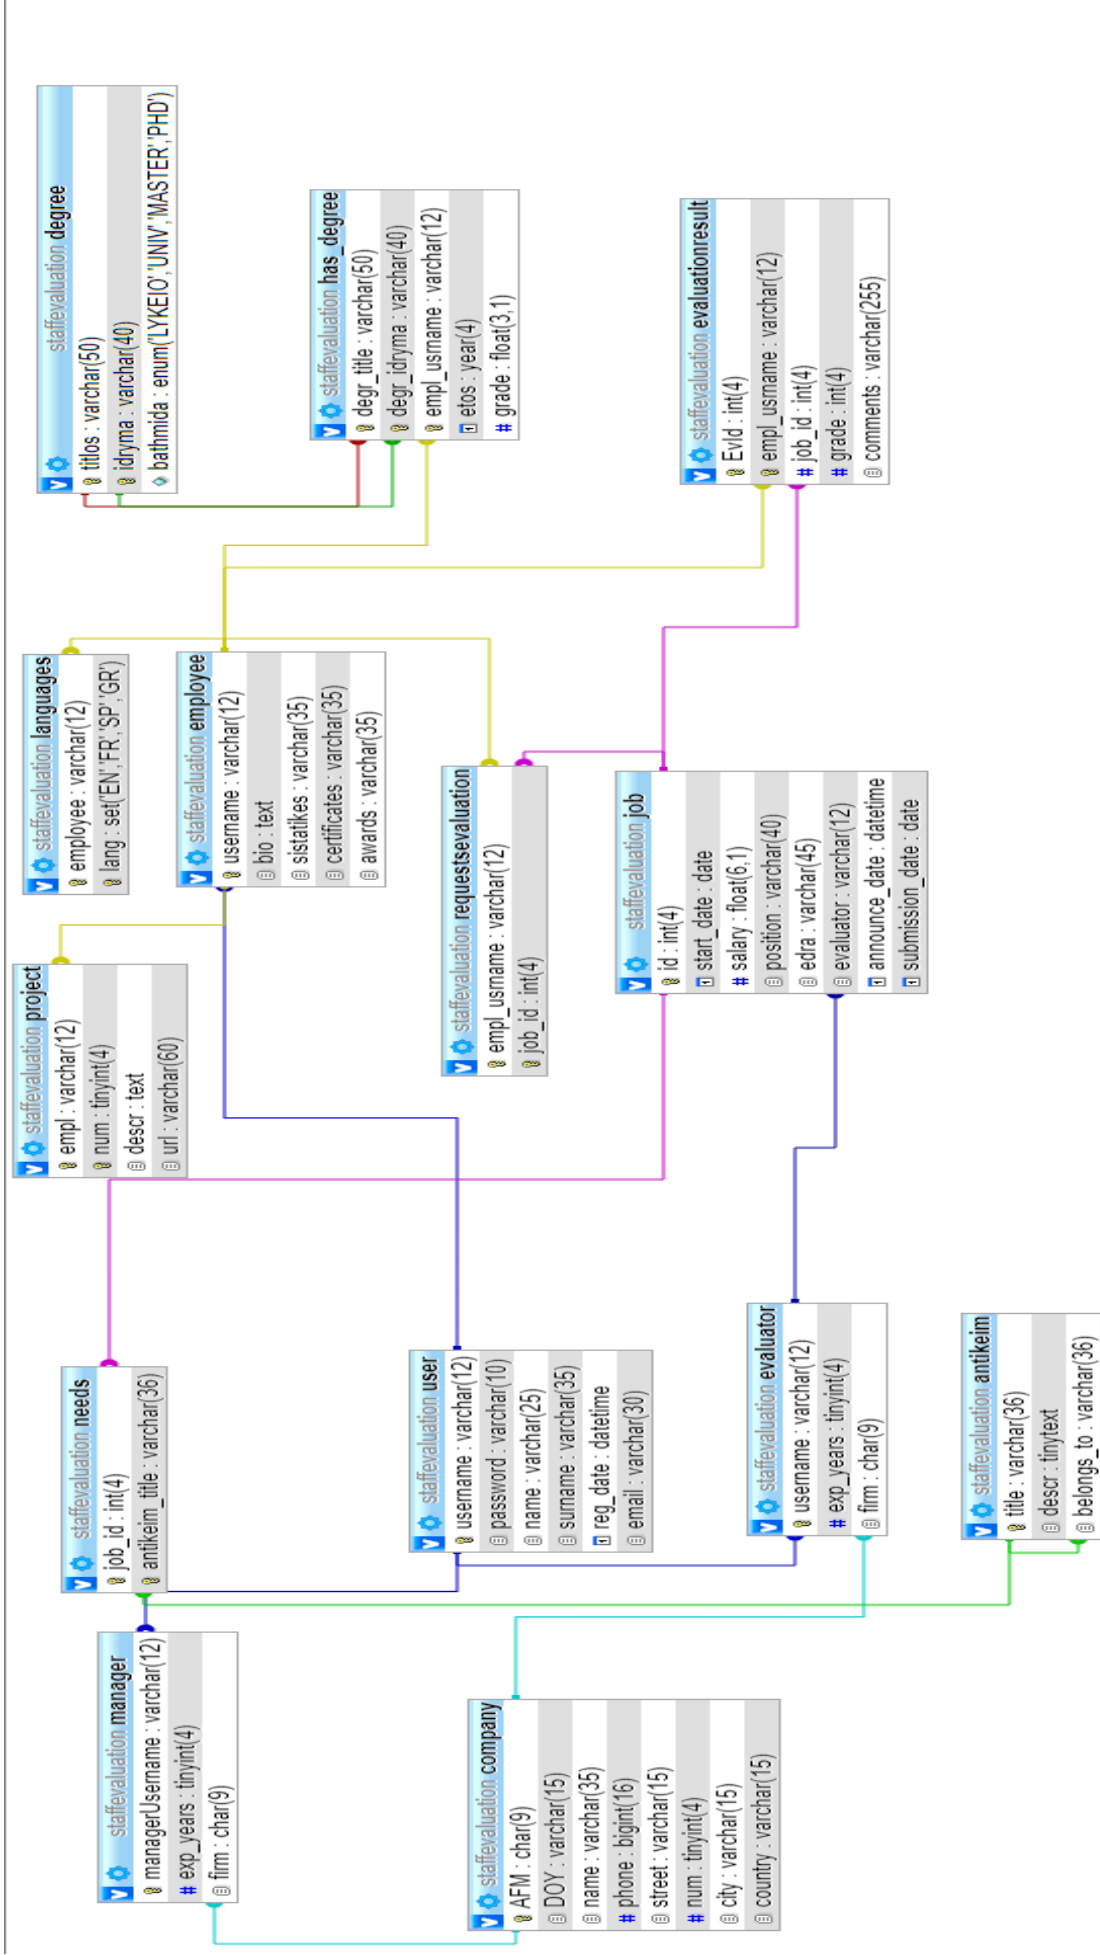 staffevaluation manager
managerUsername : varchar(12)
exp_years : tinyint(4)
firm : char(9)
staffevaluation company
AFM : char(9)
DOY : varchar(15)
name : varchar(35)
phone : bigint(16)
street : varchar(15)
num : tinyint(4)
city : varchar(15)
country : varchar(15)
staffevaluation needs
job_id : int(4)
antikeim_title : varchar(36)
staffevaluation user
username : varchar(12)
password : varchar(10)
name : varchar(25)
surname : varchar(35)
reg_date : datetime
email : varchar(30)
staffevaluation evaluator
username : varchar(12)
exp_years : tinyint(4)
firm : char(9)
staffevaluation antikeim
title : varchar(36)
descr : tinytext
belongs_to : varchar(36)
staffevaluation project
empl : varchar(12)
num : tinyint(4)
descr : text
url : varchar(60)
staffevaluation languages
employee : varchar(12)
lang : set('EN','FR','SP','GR')
staffevaluation employee
username : varchar(12)
bio : text
sistatikes : varchar(35)
certificates : varchar(35)
awards : varchar(35)
staffevaluation requestsevaluation
empl_usrname : varchar(12)
job_id : int(4)
staffevaluation job
id : int(4)
start_date : date
salary : float(6,1)
position : varchar(40)
edra : varchar(45)
evaluator : varchar(12)
announce_date : datetime
submission_date : date
staffevaluation degree
titlos : varchar(50)
idryma : varchar(40)
bathmida : enum('LYKEIO','UNIV','MASTER','PHD')
staffevaluation has_degree
degr_title : varchar(50)
degr_idryma : varchar(40)
empl_usrname : varchar(12)
etos : year(4)
grade : float(3,1)
staffevaluation evaluationresult
EvId : int(4)
empl_usrname : varchar(12)
job_id : int(4)
grade : int(4)
comments : varchar(255)